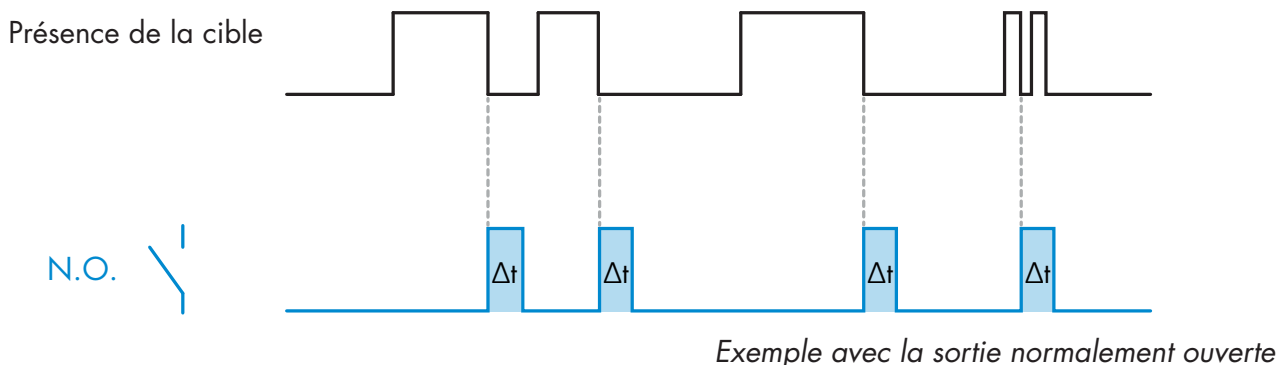 Présence de la cible
N.O.
Δt Δt Δt Δt
Exemple avec la sortie normalement ouverte